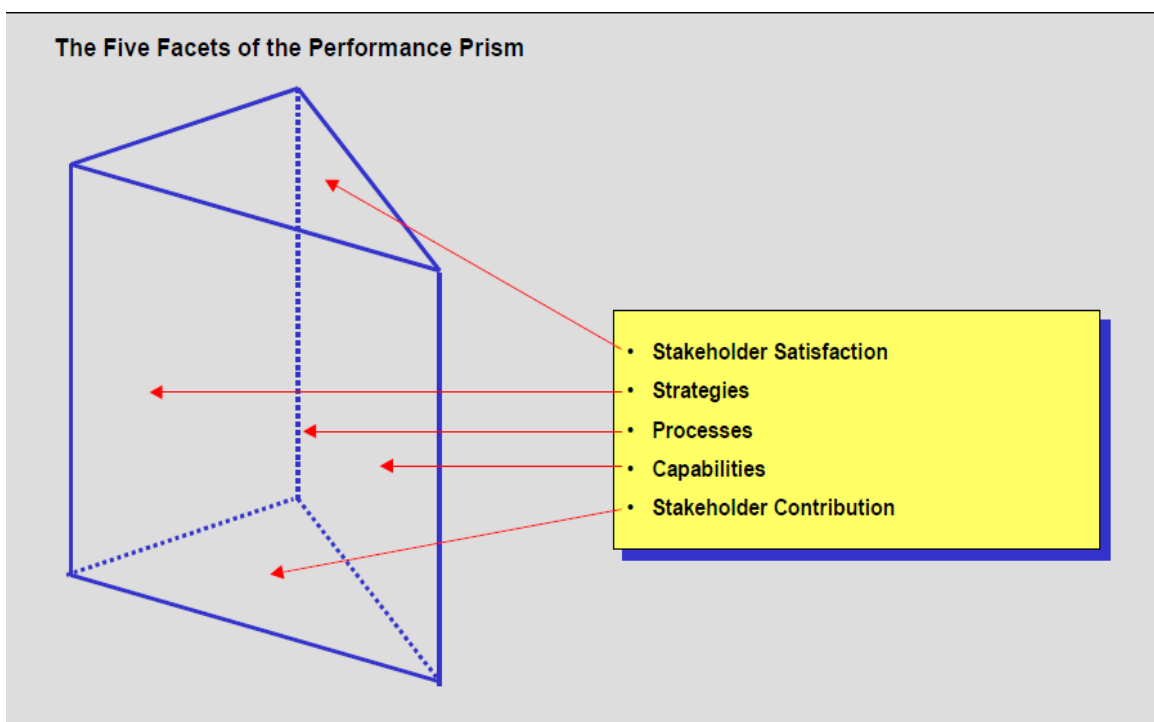 The Five Facets of the Performance Prism
• Stakeholder Satisfaction
• Strategies
• Processes
• Capabilities
• Stakeholder Contribution